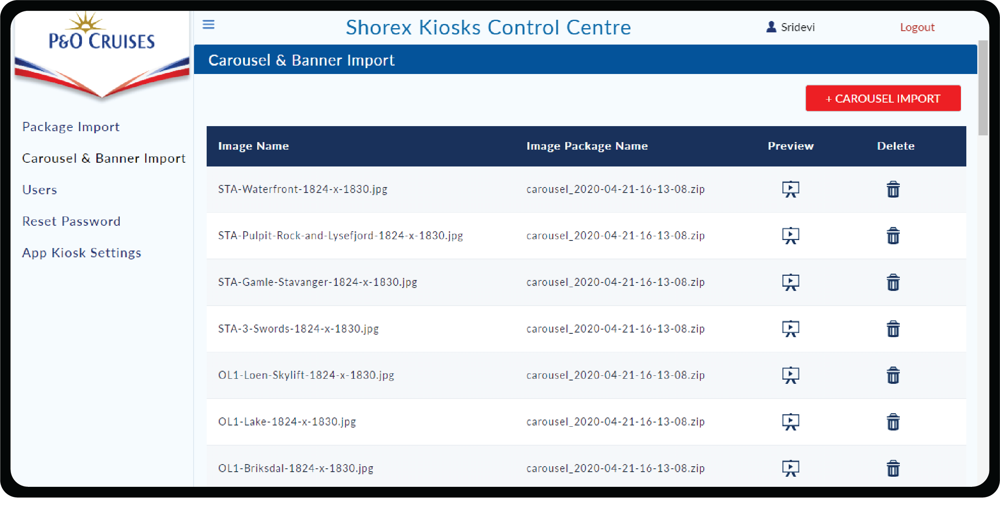 P&O CRUISES
Shorex Kiosks Control Centre
Sridevi
Logout
Package Import
Carousel & Banner Import
Users
Reset Password
App Kiosk Settings
Carousel & Banner Import
+ CAROUSEL IMPORT
Image Name Image Package Name Preview Delete
STA-Waterfront-1824-x-1830.jpg carousel_2020-04-21-16-13-08.zip
STA-Pulpit-Rock-and-Lysefjord-1824-x-1830.jpg carousel_2020-04-21-16-13-08.zip
STA-Gamle-Stavanger-1824-x-1830.jpg carousel_2020-04-21-16-13-08.zip
STA-3-Swords-1824-x-1830.jpg carousel_2020-04-21-16-13-08.zip
OL1-Loen-Skylift-1824-x-1830.jpg carousel_2020-04-21-16-13-08.zip
OL1-Lake-1824-x-1830.jpg carousel_2020-04-21-16-13-08.zip
OL1-Briksdal-1824-x-1830.jpg carousel_2020-04-21-16-13-08.zip